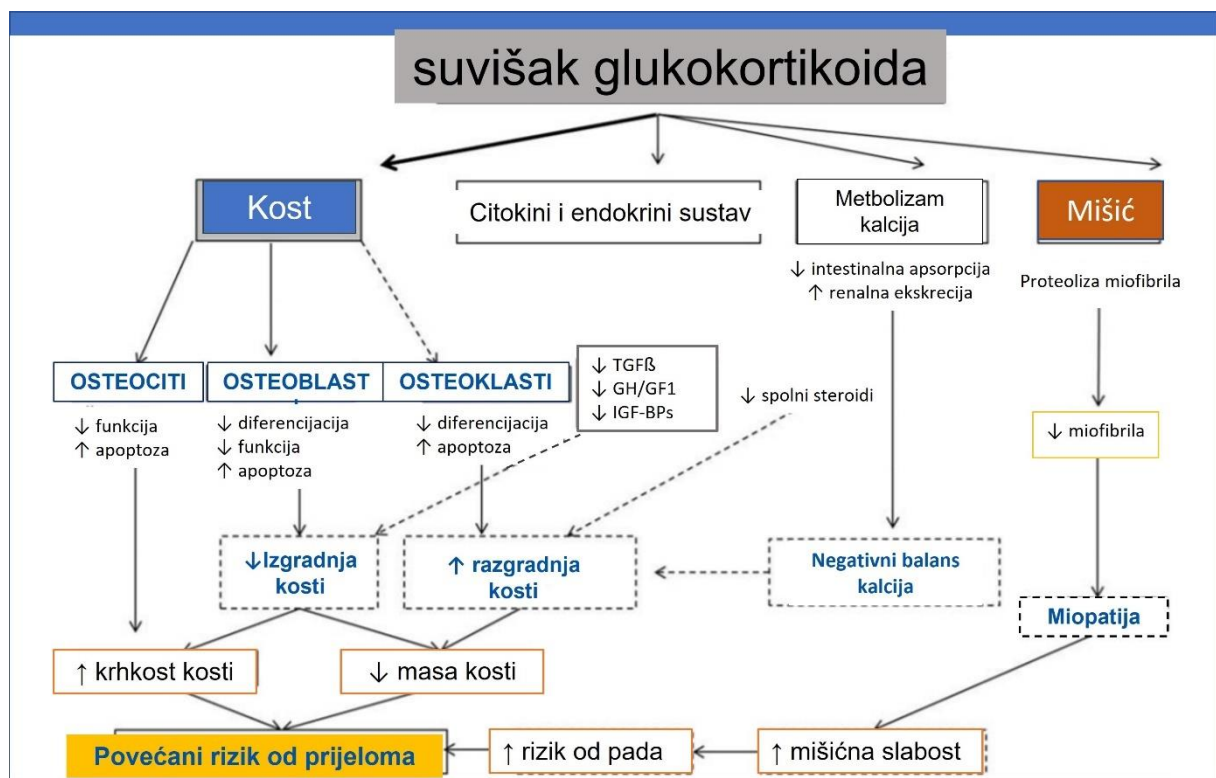 suvišak glukokortikoida
Kost
Citokini i endokrini sustav
Metbolizam
kalcija
Mišić
↓ intestinalna apsorpcija
↑ renalna ekskrecija
Proteoliza miofibrila
OSTEOCITI
OSTEOBLAST
OSTEOKLASTI
↓ TGFß
↓ GH/GF1
↓ IGF-BPs
↓ spolni steroidi
↓ funkcija
↑ apoptoza
↓ diferencijacija
↓ funkcija
↑ apoptoza
↓ diferencijacija
↑ apoptoza
↓ miofibrila
↓Izgradnja
kosti
↑ razgradnja
kosti
Negativni balans
kalcija
Miopatija
↑ krhkost kosti
↓ masa kosti
Povećani rizik od prijeloma
↑ rizik od pada
↑ mišićna slabost